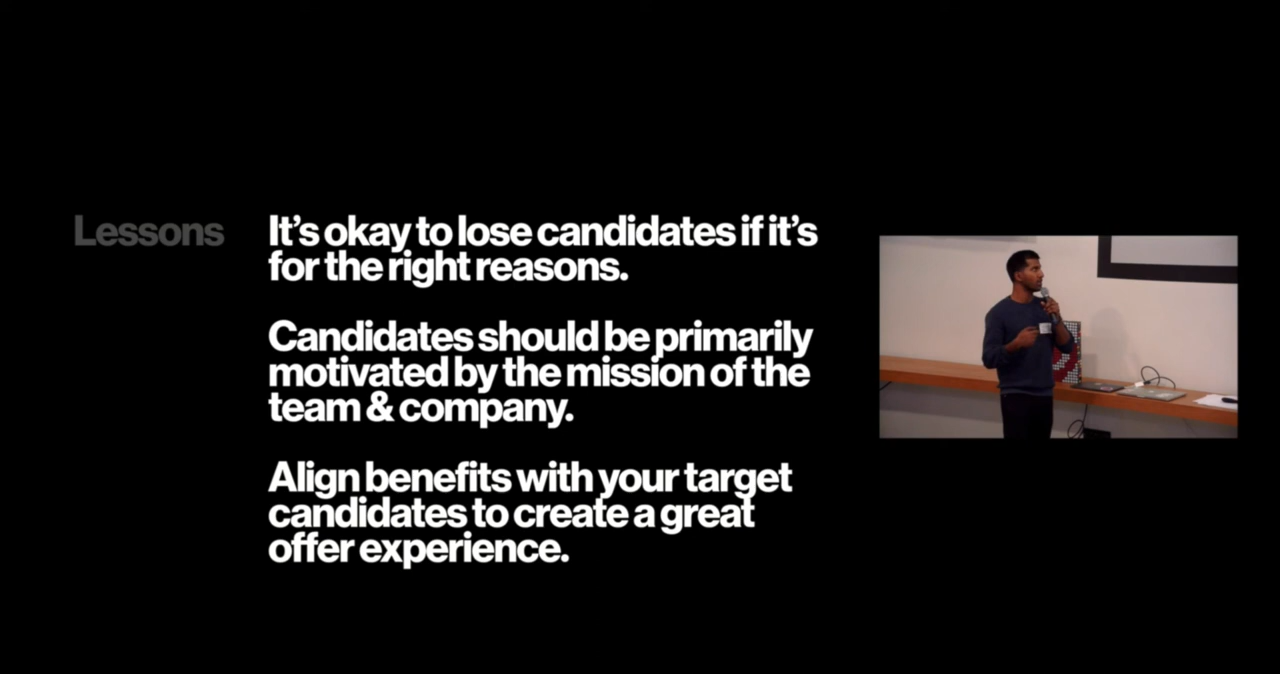 Lessons
It’s okay to lose candidates if it’s
for the right reasons.
Candidates should be primarily
motivated by the mission of the
team & company.
Align benefits with your target
candidates to create a great
offer experience.